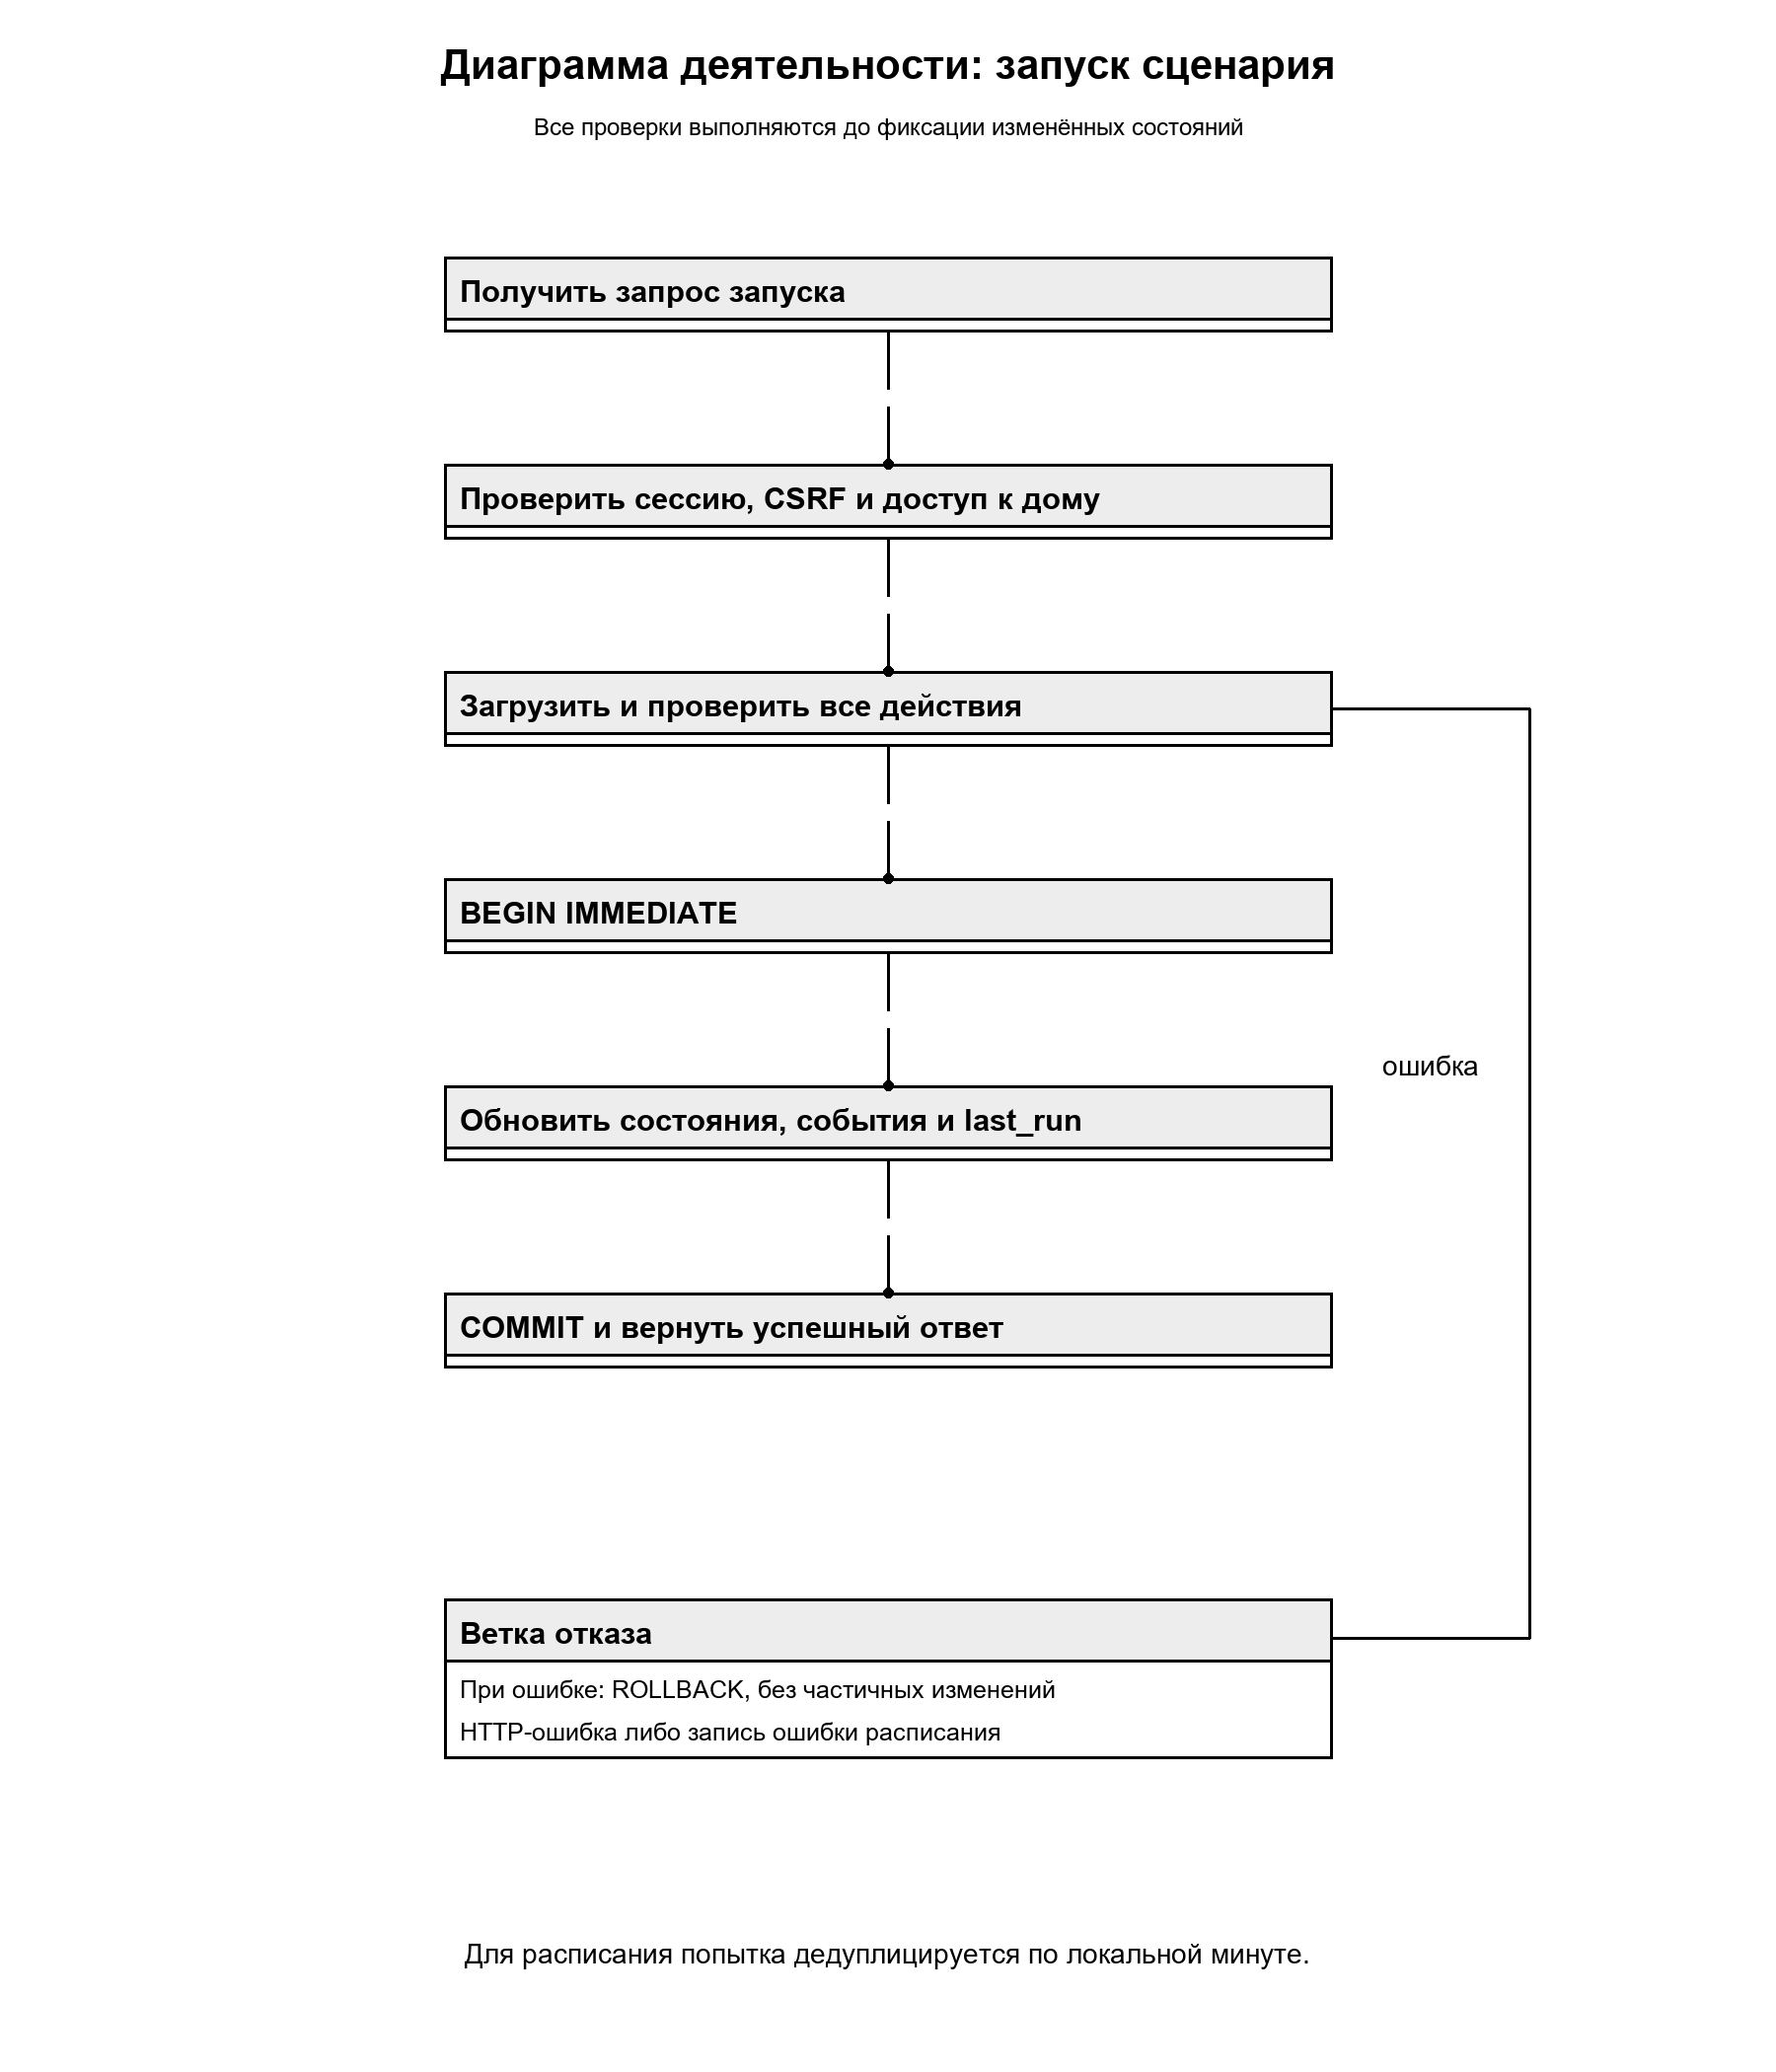 Диаграмма деятельности: запуск сценария
Все проверки выполняются до фиксации изменённых состояний
Получить запрос запуска
Проверить сессию, CSRF и доступ к дому
Загрузить и проверить все действия
BEGIN IMMEDIATE
ошибка
Обновить состояния, события и last_run
COMMIT и вернуть успешный ответ
Ветка отказа
При ошибке: ROLLBACK, без частичных изменений
HTTP-ошибка либо запись ошибки расписания
Для расписания попытка дедуплицируется по локальной минуте.